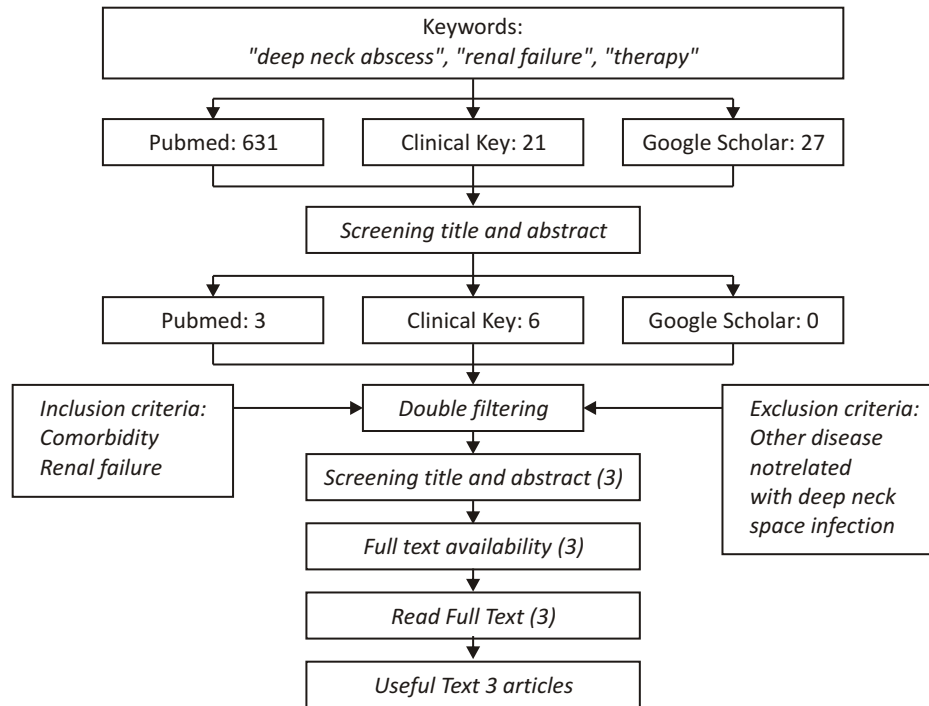 Keywords:
"deep neck abscess", "renal failure", "therapy"
Pubmed: 631
Clinical Key: 21
Google Scholar: 27
Screening title and abstract
Pubmed: 3
Clinical Key: 6
Google Scholar: 0
Inclusion criteria:
Comorbidity
Renal failure
Double filtering
Exclusion criteria:
Other disease
notrelated
with deep neck
space infection
Screening title and abstract (3)
Full text availability (3)
Read Full Text (3)
Useful Text 3 articles